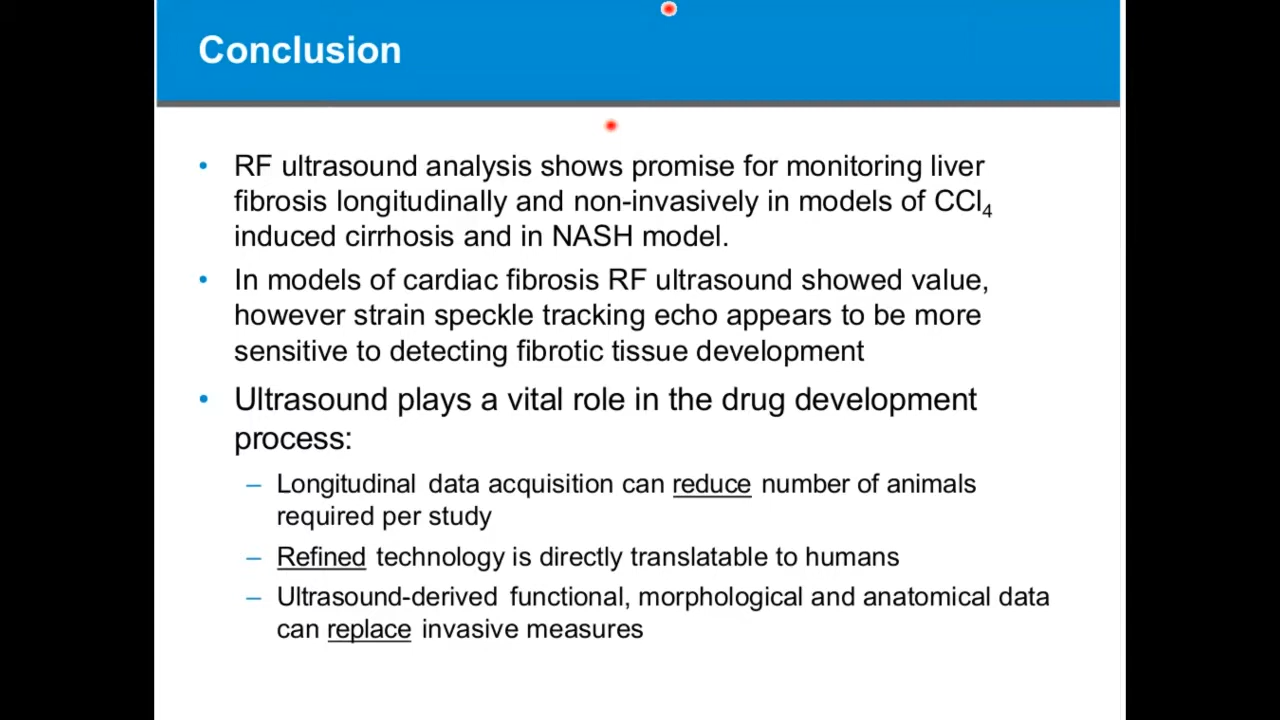 Conclusion
• RF ultrasound analysis shows promise for monitoring liver
fibrosis longitudinally and non-invasively in models of CCl₄
induced cirrhosis and in NASH model.
• In models of cardiac fibrosis RF ultrasound showed value,
however strain speckle tracking echo appears to be more
sensitive to detecting fibrotic tissue development
• Ultrasound plays a vital role in the drug development
process:
– Longitudinal data acquisition can reduce number of animals
required per study
– Refined technology is directly translatable to humans
– Ultrasound-derived functional, morphological and anatomical data
can replace invasive measures